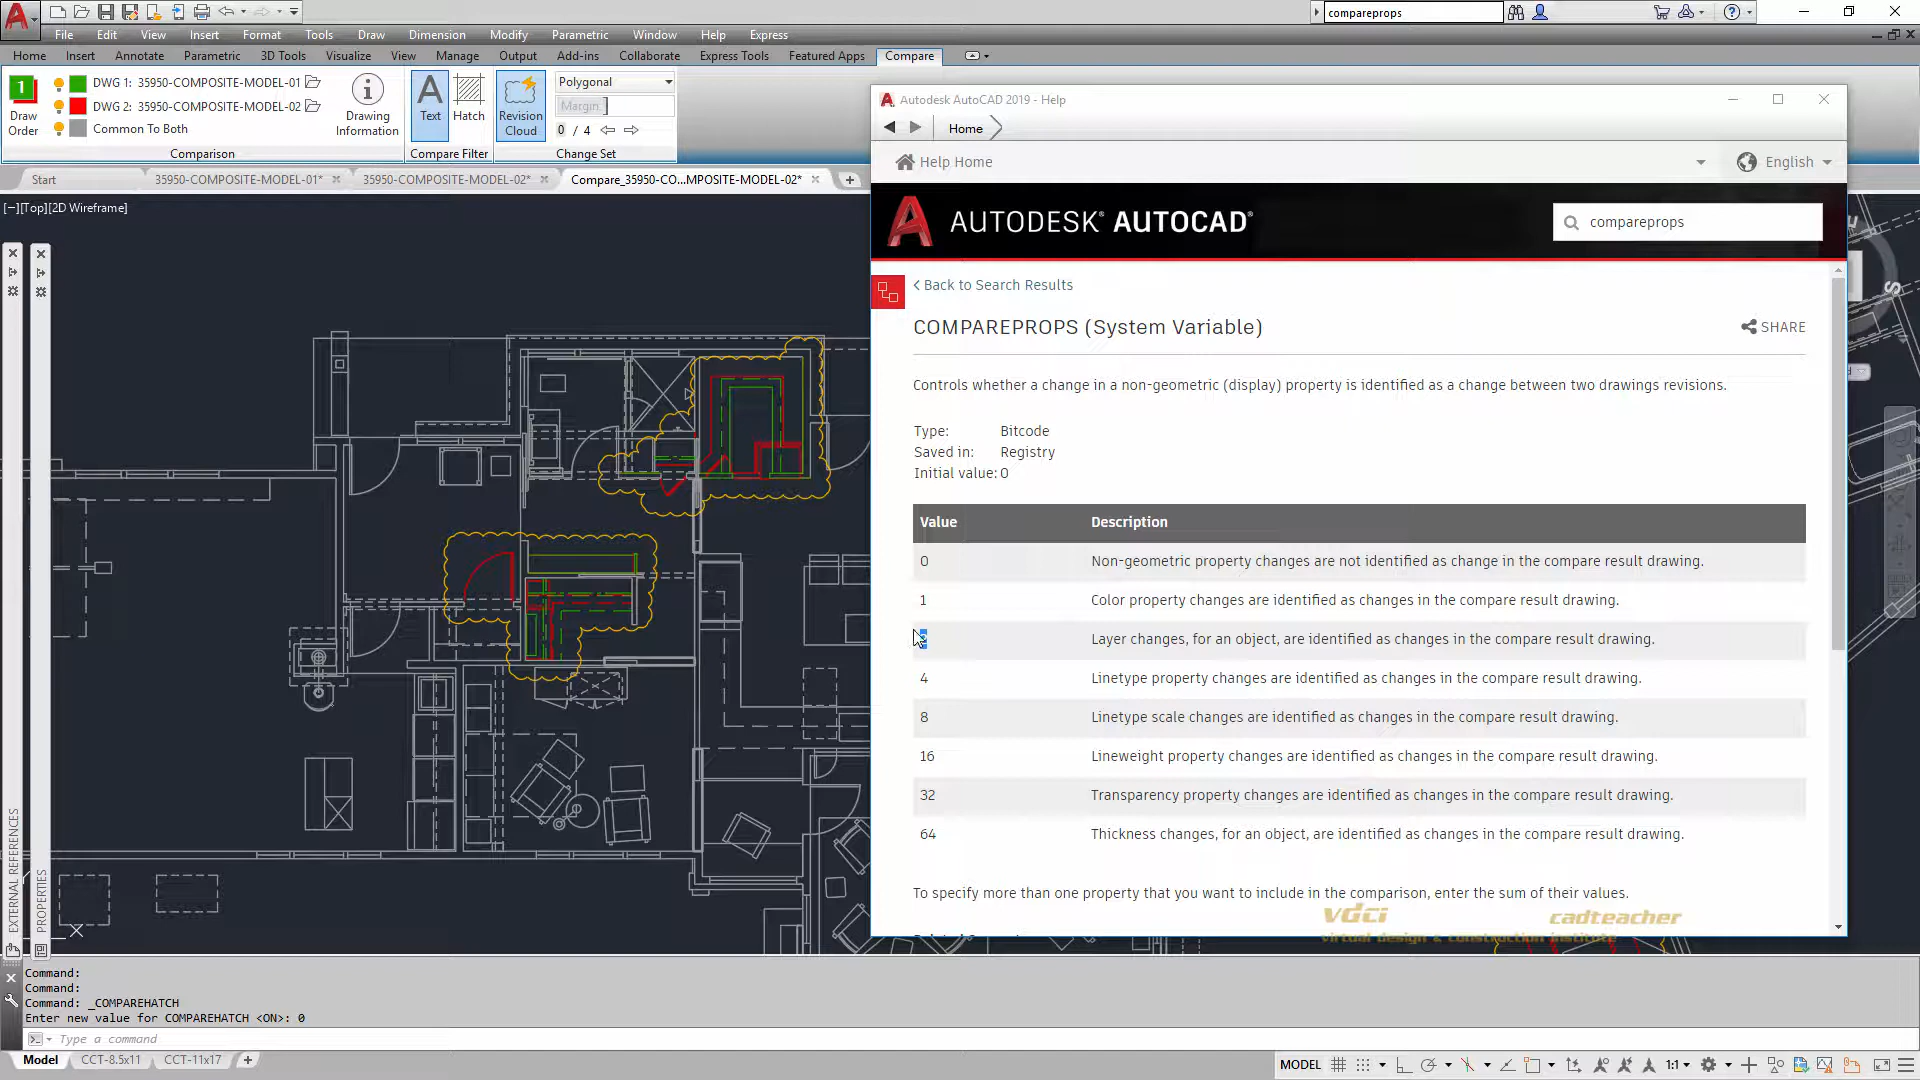 compareprops
File Edit View Insert Format Tools Draw Dimension Modify Parametric Window Help Express
Home Insert Annotate Parametric 3D Tools Visualize View Manage Output Add-ins Collaborate Express Tools Featured Apps Compare
1 DWG 1: 35950-COMPOSITE-MODEL-01
DWG 2: 35950-COMPOSITE-MODEL-02
Common To Both
Draw Order
Drawing Information
Comparison
A Text
Hatch
Compare Filter
Revision Cloud
Polygonal
Margin:
0 / 4
Change Set
Start 35950-COMPOSITE-MODEL-01* 35950-COMPOSITE-MODEL-02* Compare_35950-CO...MPOSITE-MODEL-02*
[−][Top][2D Wireframe]
EXTERNAL REFERENCES
PROPERTIES
Autodesk AutoCAD 2019 - Help
Home
Help Home English
AUTODESK® AUTOCAD® compareprops
Back to Search Results
COMPAREPROPS (System Variable) SHARE
Controls whether a change in a non-geometric (display) property is identified as a change between two drawings revisions.
Type: Bitcode
Saved in: Registry
Initial value: 0
Value Description
0 Non-geometric property changes are not identified as change in the compare result drawing.
1 Color property changes are identified as changes in the compare result drawing.
2 Layer changes, for an object, are identified as changes in the compare result drawing.
4 Linetype property changes are identified as changes in the compare result drawing.
8 Linetype scale changes are identified as changes in the compare result drawing.
16 Lineweight property changes are identified as changes in the compare result drawing.
32 Transparency property changes are identified as changes in the compare result drawing.
64 Thickness changes, for an object, are identified as changes in the compare result drawing.
To specify more than one property that you want to include in the comparison, enter the sum of their values.
vdci cadteacher
virtual design & construction institute
S
X
Command:
Command:
Command: _COMPAREHATCH
Enter new value for COMPAREHATCH <ON>: 0
Type a command
Model CCT-8.5x11 CCT-11x17 +
MODEL 1:1